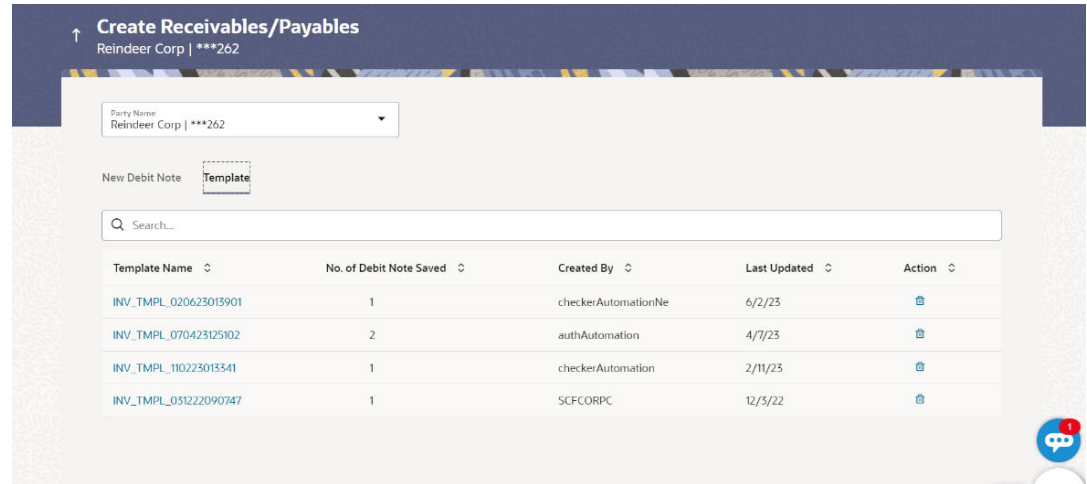 Create Receivables/Payables
Reindeer Corp | ***262
Party Name
Reindeer Corp | ***262
New Debit Note Template
Search...
Template Name No. of Debit Note Saved Created By Last Updated Action
INV_TMPL_020623013901 1 checkerAutomationNe 6/2/23
INV_TMPL_070423125102 2 authAutomation 4/7/23
INV_TMPL_110223013341 1 checkerAutomation 2/11/23
INV_TMPL_031222090747 1 SCFCORPC 12/3/22
1